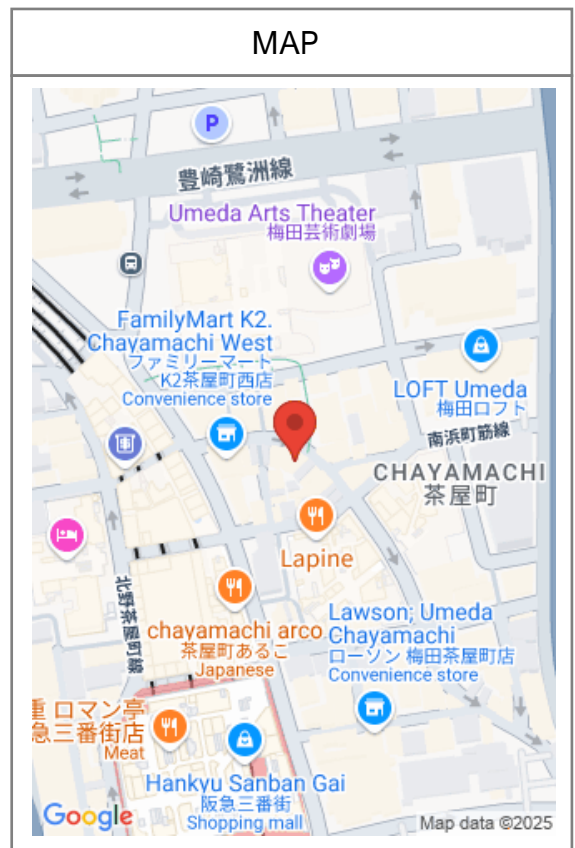 MAP
P
豊崎鷺洲線
Umeda Arts Theater
梅田芸術劇場
FamilyMart K2.
Chayamachi West
ファミリーマート
K2茶屋町西店
Convenience store
LOFT Umeda
梅田ロフト
南浜町筋線
CHAYAMACHI
茶屋町
Lapine
北野茶屋町線
chayamachi arco
茶屋町あるこ
Japanese
Lawson; Umeda
Chayamachi
ローソン 梅田茶屋町店
Convenience store
重 ロマン亭
急三番街店
Meat
Hankyu Sanban Gai
阪急三番街
Shopping mall
Google
Map data ©2025